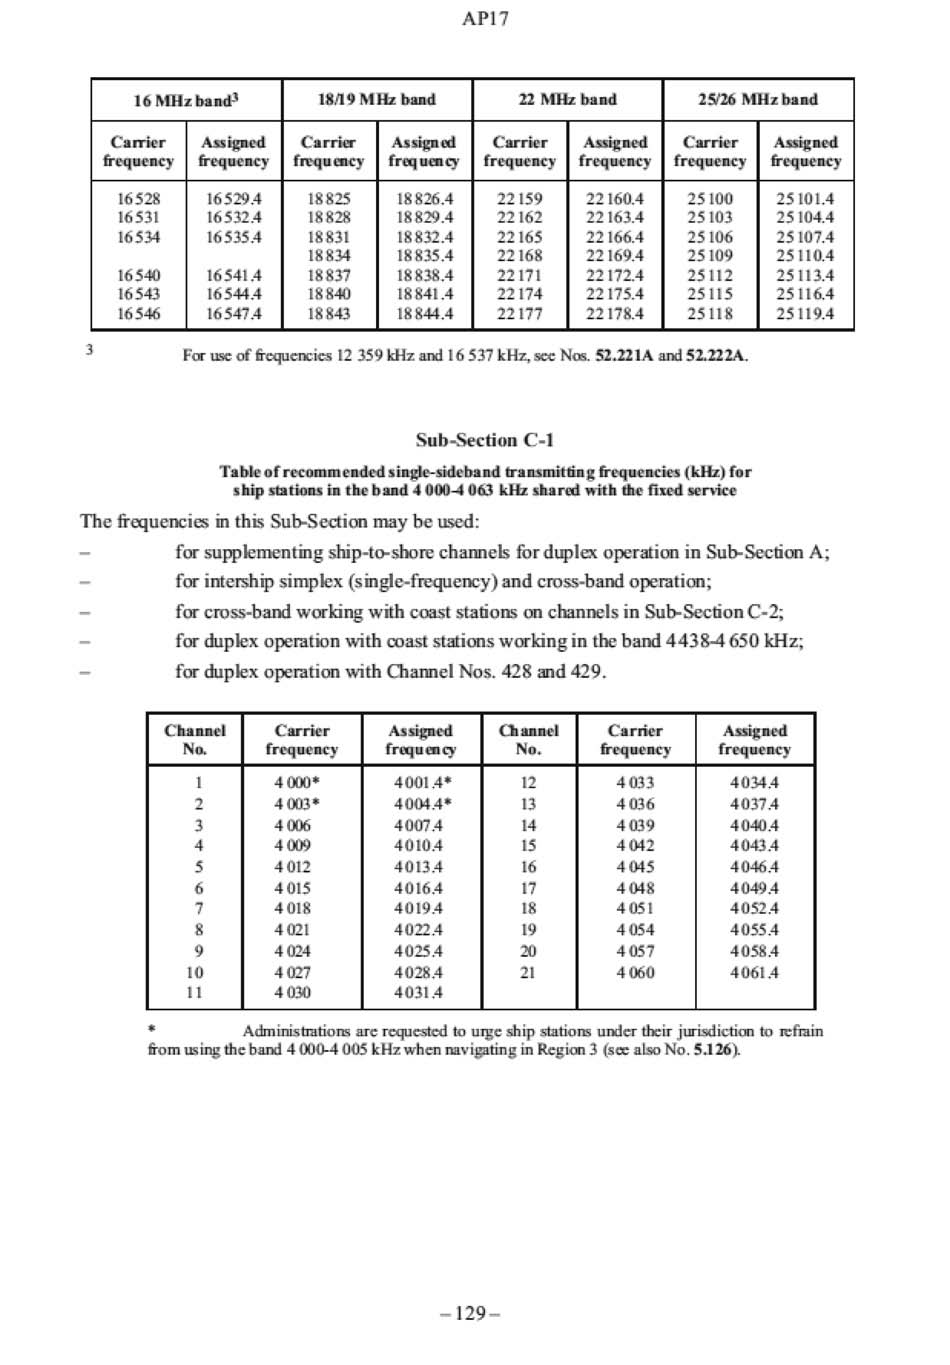 AP17
16 MHz band3 18/19 MHz band 22 MHz band 25/26 MHz band
Carrier frequency Assigned frequency Carrier frequency Assigned frequency Carrier frequency Assigned frequency Carrier frequency Assigned frequency
16 528 16 529.4 18 825 18 826.4 22 159 22 160.4 25 100 25 101.4
16 531 16 532.4 18 828 18 829.4 22 162 22 163.4 25 103 25 104.4
16 534 16 535.4 18 831 18 832.4 22 165 22 166.4 25 106 25 107.4
18 834 18 835.4 22 168 22 169.4 25 109 25 110.4
16 540 16 541.4 18 837 18 838.4 22 171 22 172.4 25 112 25 113.4
16 543 16 544.4 18 840 18 841.4 22 174 22 175.4 25 115 25 116.4
16 546 16 547.4 18 843 18 844.4 22 177 22 178.4 25 118 25 119.4
3 For use of frequencies 12 359 kHz and 16 537 kHz, see Nos. 52.221A and 52.222A.
Sub-Section C-1
Table of recommended single-sideband transmitting frequencies (kHz) for
ship stations in the band 4 000-4 063 kHz shared with the fixed service
The frequencies in this Sub-Section may be used:
– for supplementing ship-to-shore channels for duplex operation in Sub-Section A;
– for intership simplex (single-frequency) and cross-band operation;
– for cross-band working with coast stations on channels in Sub-Section C-2;
– for duplex operation with coast stations working in the band 4 438-4 650 kHz;
– for duplex operation with Channel Nos. 428 and 429.
Channel No. Carrier frequency Assigned frequency Channel No. Carrier frequency Assigned frequency
1 4 000* 4 001.4* 12 4 033 4 034.4
2 4 003* 4 004.4* 13 4 036 4 037.4
3 4 006 4 007.4 14 4 039 4 040.4
4 4 009 4 010.4 15 4 042 4 043.4
5 4 012 4 013.4 16 4 045 4 046.4
6 4 015 4 016.4 17 4 048 4 049.4
7 4 018 4 019.4 18 4 051 4 052.4
8 4 021 4 022.4 19 4 054 4 055.4
9 4 024 4 025.4 20 4 057 4 058.4
10 4 027 4 028.4 21 4 060 4 061.4
11 4 030 4 031.4
* Administrations are requested to urge ship stations under their jurisdiction to refrain
from using the band 4 000-4 005 kHz when navigating in Region 3 (see also No. 5.126).
– 129 –